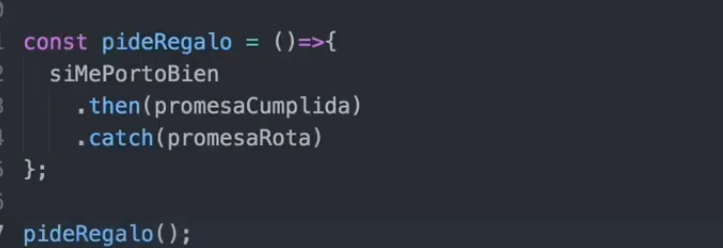 const pideRegalo = ()=>{
siMePortoBien
.then(promesaCumplida)
.catch(promesaRota)
};
pideRegalo();